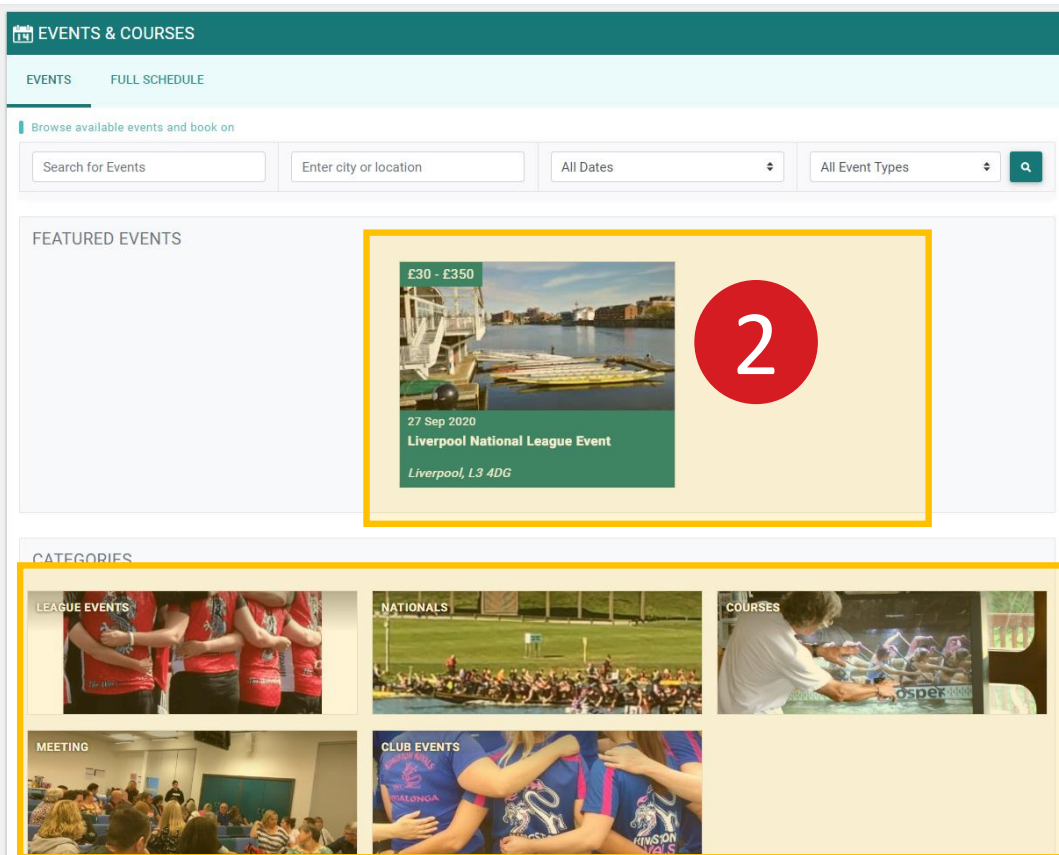 14 EVENTS & COURSES
EVENTS FULL SCHEDULE
Browse available events and book on
Search for Events Enter city or location All Dates All Event Types
FEATURED EVENTS
£30 - £350
2
27 Sep 2020
Liverpool National League Event
Liverpool, L3 4DG
CATEGORIES
LEAGUE EVENTS NATIONALS COURSES
MEETING CLUB EVENTS